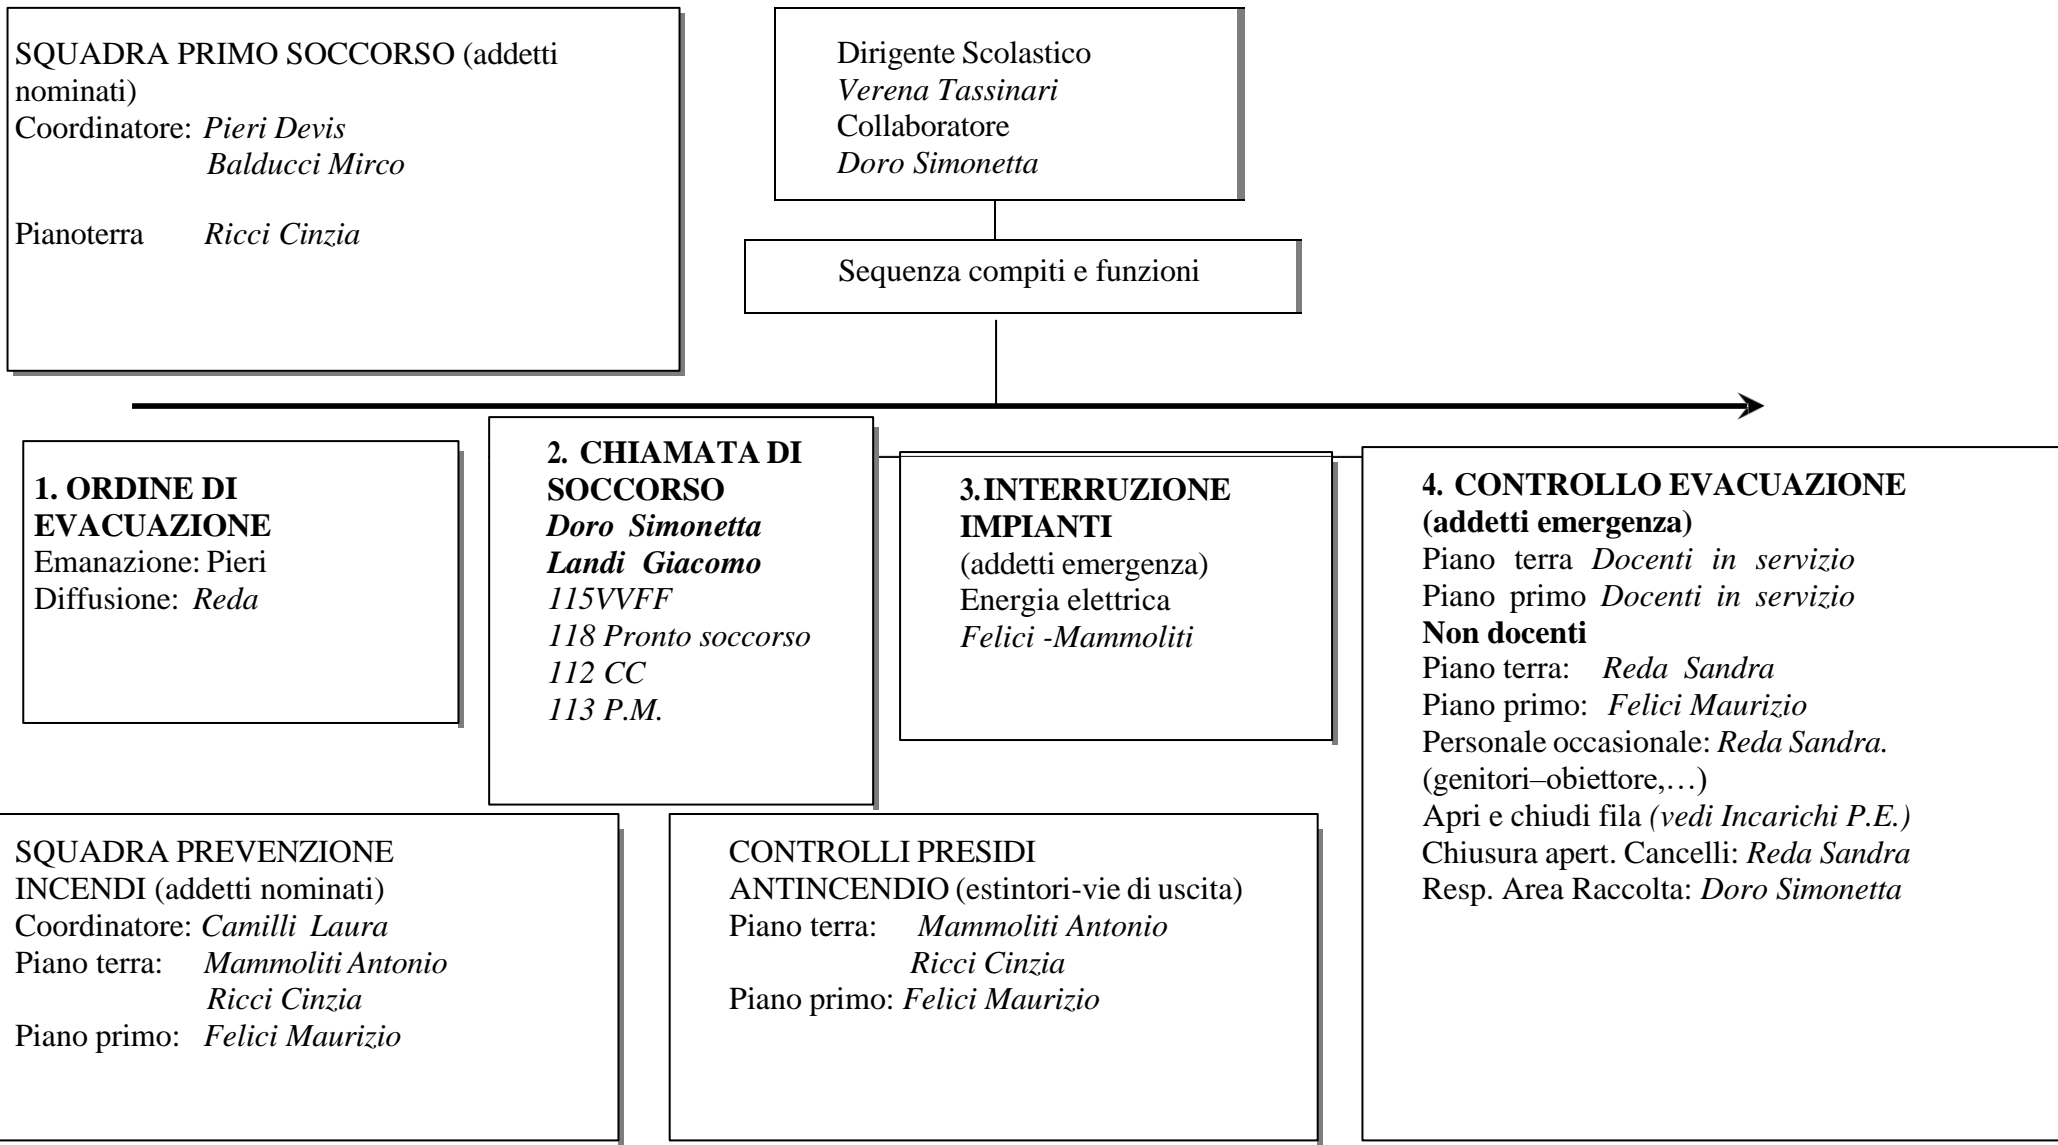 SQUADRA PRIMO SOCCORSO (addetti
nominati)
Coordinatore: Pieri Devis
Balducci Mirco
Pianoterra Ricci Cinzia
Dirigente Scolastico
Verena Tassinari
Collaboratore
Doro Simonetta
Sequenza compiti e funzioni
1. ORDINE DI
EVACUAZIONE
Emanazione: Pieri
Diffusione: Reda
2. CHIAMATA DI
SOCCORSO
Doro Simonetta
Landi Giacomo
115VVFF
118 Pronto soccorso
112 CC
113 P.M.
3.INTERRUZIONE
IMPIANTI
(addetti emergenza)
Energia elettrica
Felici -Mammoliti
4. CONTROLLO EVACUAZIONE
(addetti emergenza)
Piano terra Docenti in servizio
Piano primo Docenti in servizio
Non docenti
Piano terra: Reda Sandra
Piano primo: Felici Maurizio
Personale occasionale: Reda Sandra.
(genitori–obiettore,…)
Apri e chiudi fila (vedi Incarichi P.E.)
Chiusura apert. Cancelli: Reda Sandra
Resp. Area Raccolta: Doro Simonetta
SQUADRA PREVENZIONE
INCENDI (addetti nominati)
Coordinatore: Camilli Laura
Piano terra: Mammoliti Antonio
Ricci Cinzia
Piano primo: Felici Maurizio
CONTROLLI PRESIDI
ANTINCENDIO (estintori-vie di uscita)
Piano terra: Mammoliti Antonio
Ricci Cinzia
Piano primo: Felici Maurizio